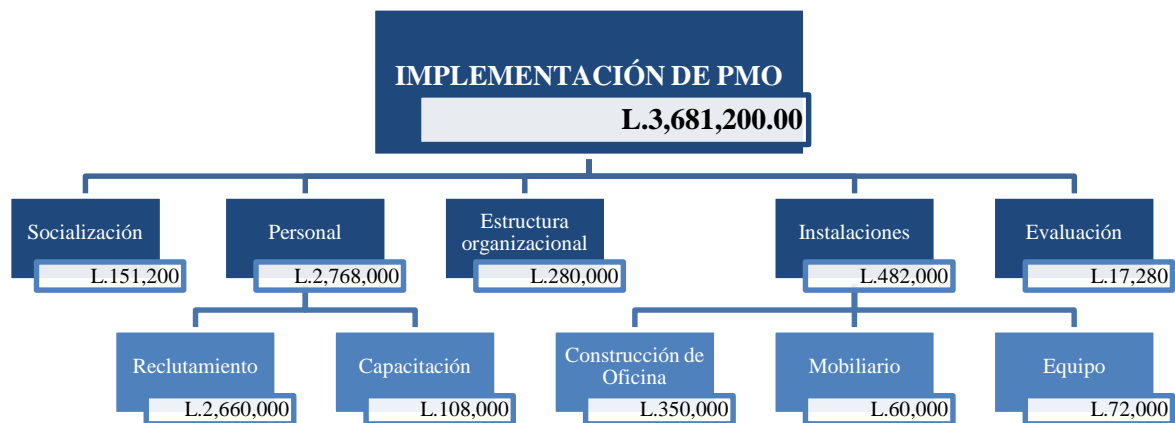 IMPLEMENTACIÓN DE PMO
L.3,681,200.00
Socialización
L.151,200
Personal
L.2,768,000
Estructura
organizacional
L.280,000
Instalaciones
L.482,000
Evaluación
L.17,280
Reclutamiento
L.2,660,000
Capacitación
L.108,000
Construcción de
Oficina
L.350,000
Mobiliario
L.60,000
Equipo
L.72,000